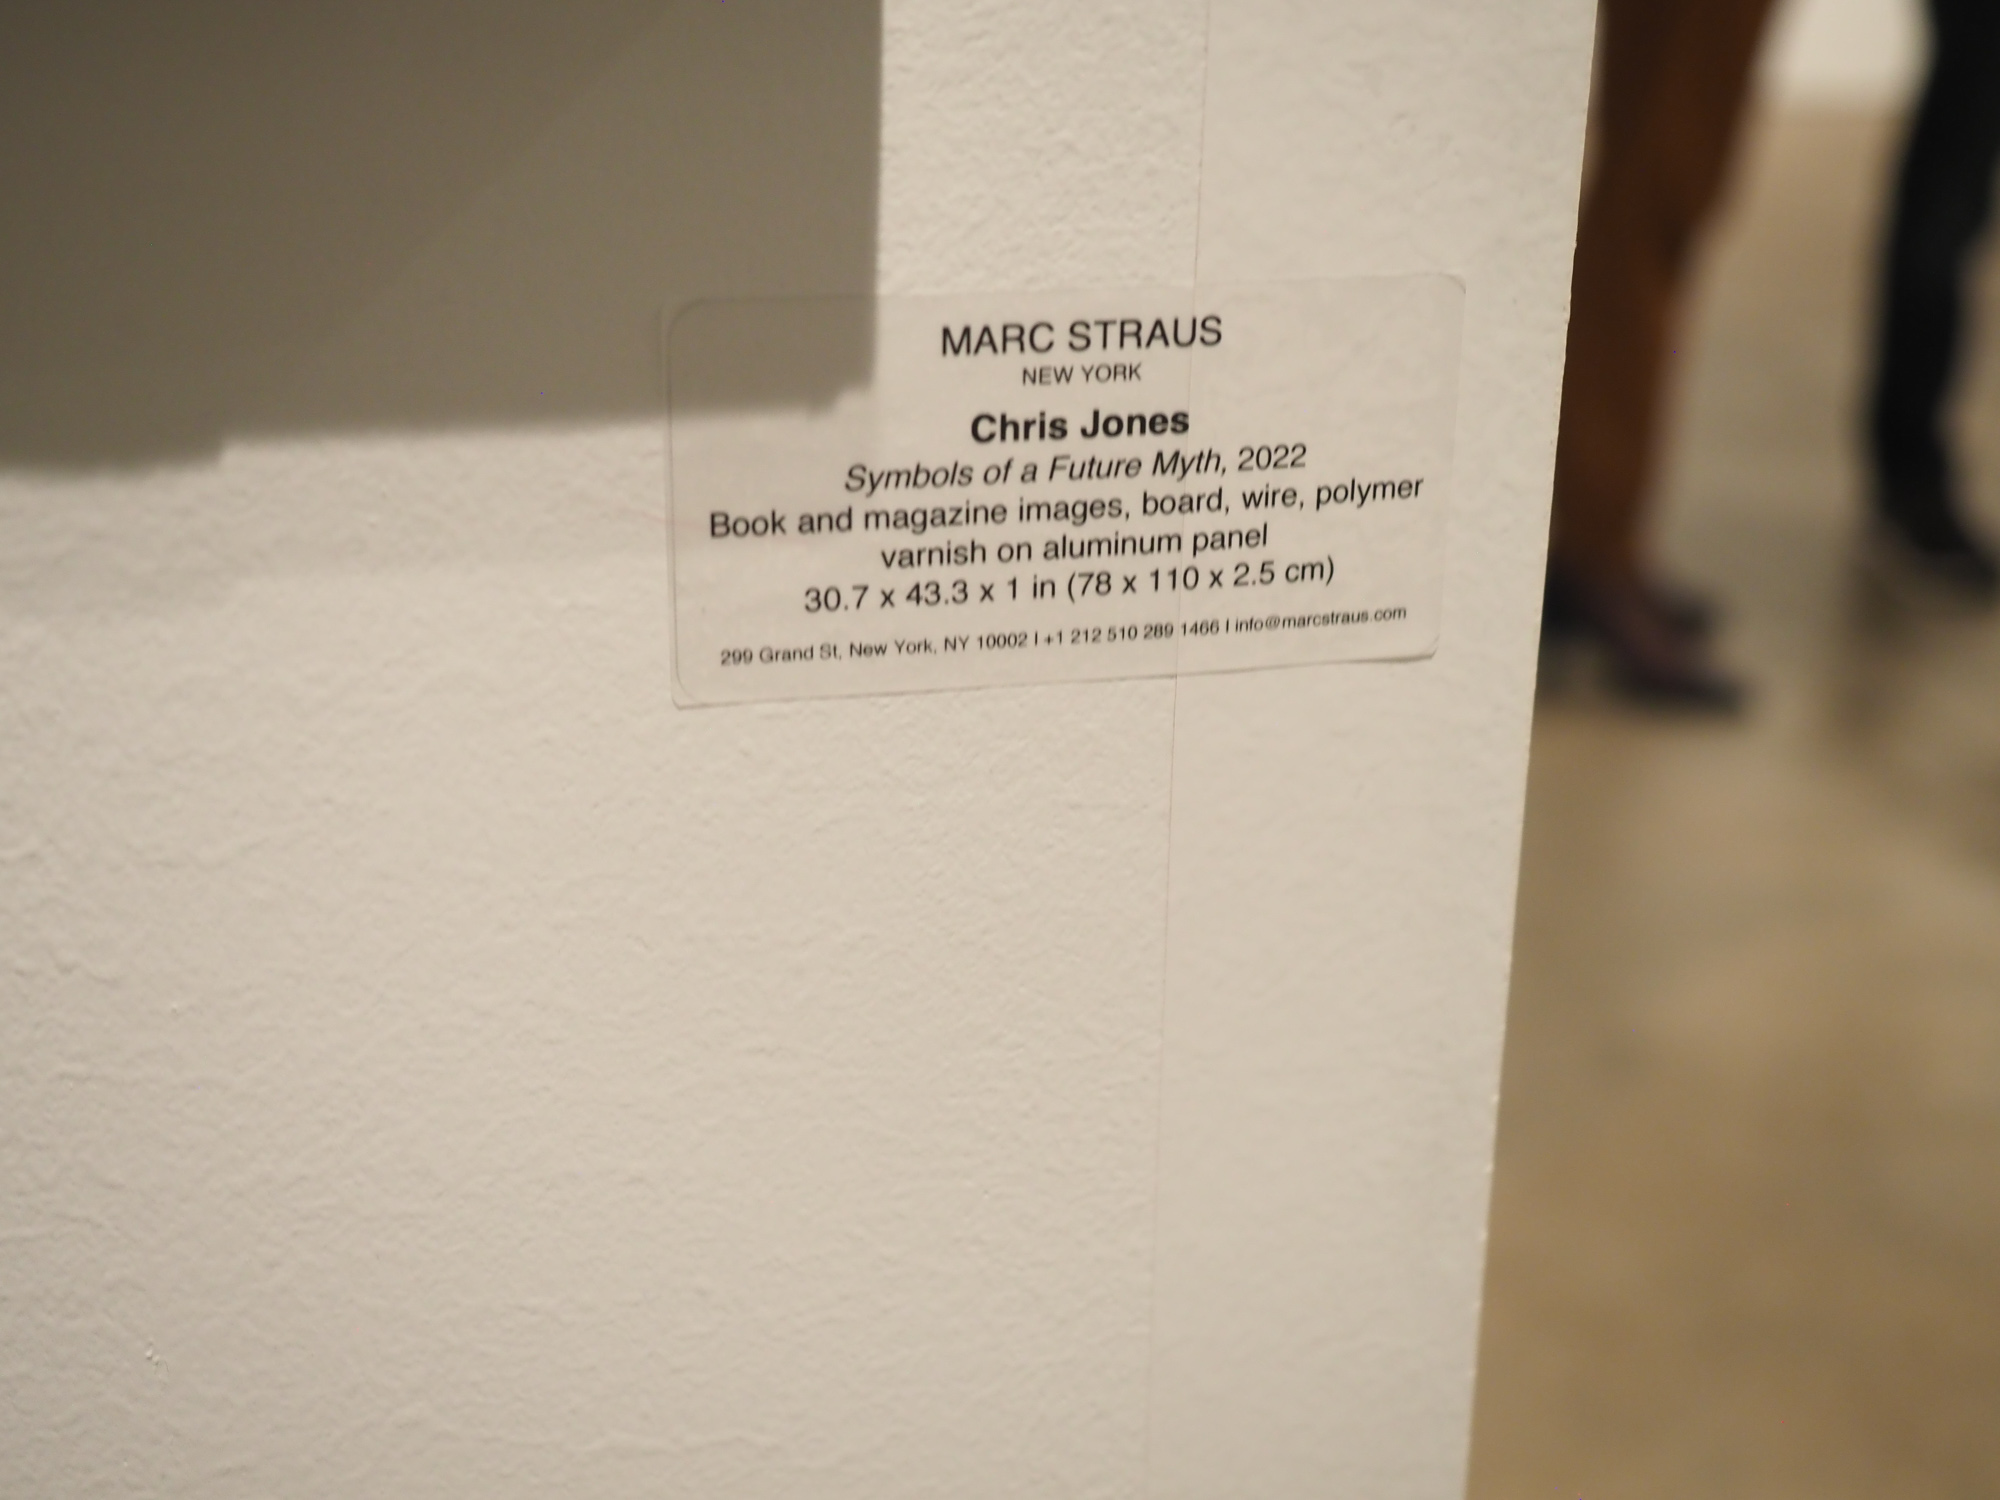 MARC STRAUS
NEW YORK
Chris Jones
Symbols of a Future Myth, 2022
Book and magazine images, board, wire, polymer
varnish on aluminum panel
30.7 x 43.3 x 1 in (78 x 110 x 2.5 cm)
299 Grand St, New York, NY 10002 I +1 212 510 289 1466 I info@marcstraus.com